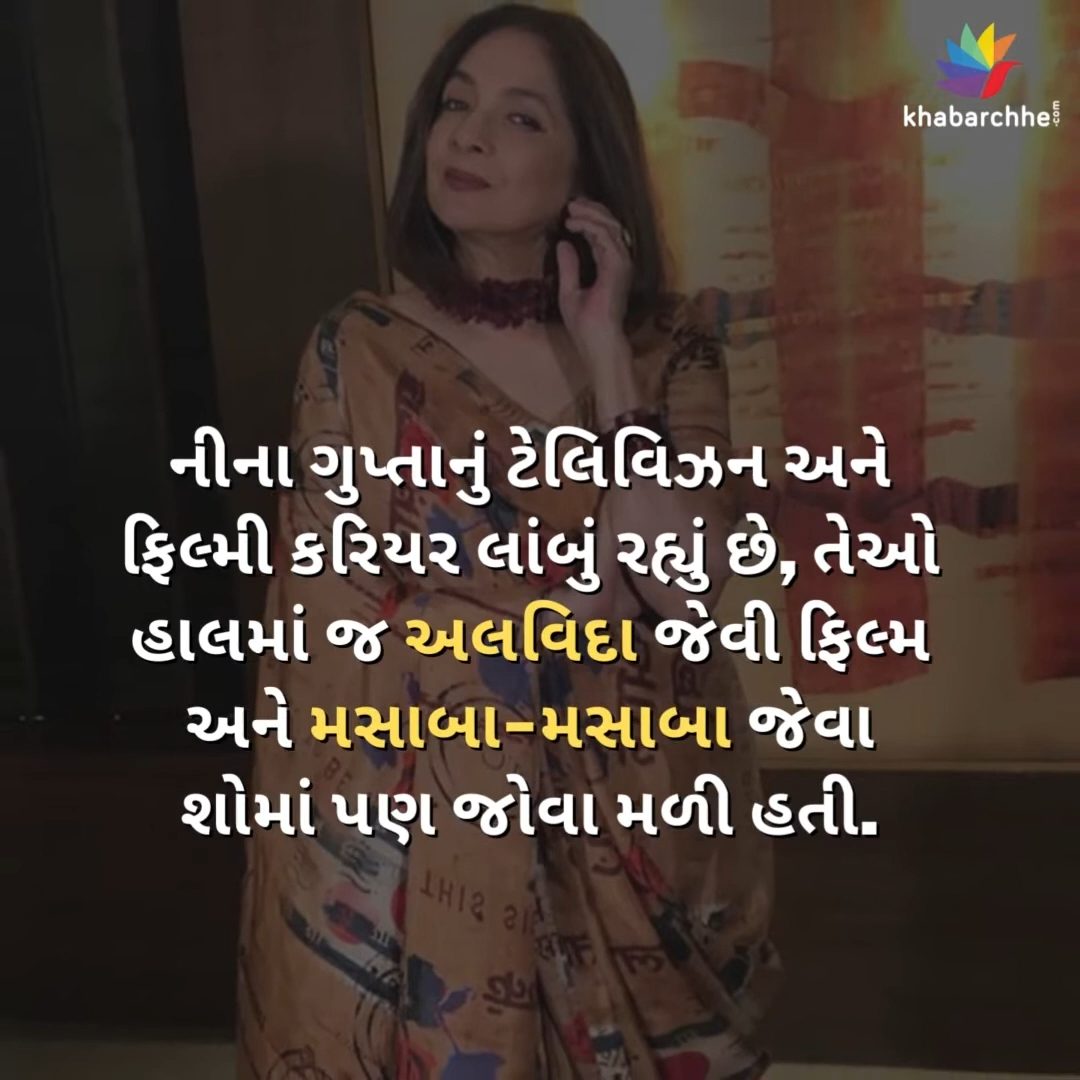 khabarchhe.com
નીના ગુપ્તાનું ટેલિવિઝન અને
ફિલ્મી કરિયર લાંબું રહ્યું છે, તેઓ
હાલમાં જ અલવિદા જેવી ફિલ્મ
અને મસાબા-મસાબા જેવા
શોમાં પણ જોવા મળી હતી.